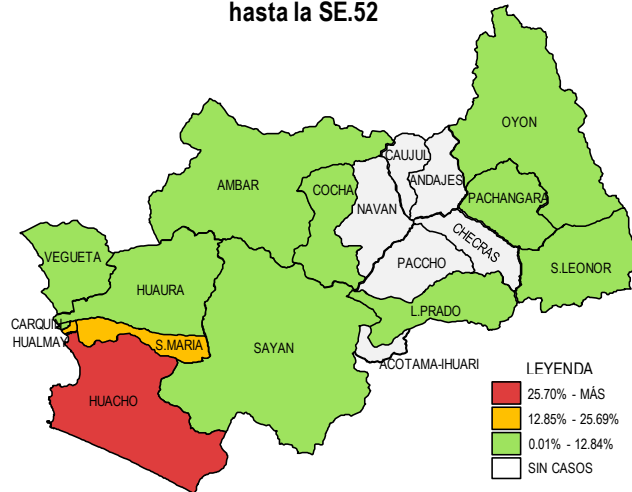 hasta la SE.52
OYON
CAUJUL
ANDAJES
AMBAR
COCHA
NAVAN
PACHANGARA
CHECRAS
VEGUETA
PACCHO
S.LEONOR
HUAURA
L.PRADO
CARQUIN
HUALMAY
S.MARIA
SAYAN
ACOTAMA-IHUARI
HUACHO
LEYENDA
25.70% - MÁS
12.85% - 25.69%
0.01% - 12.84%
SIN CASOS